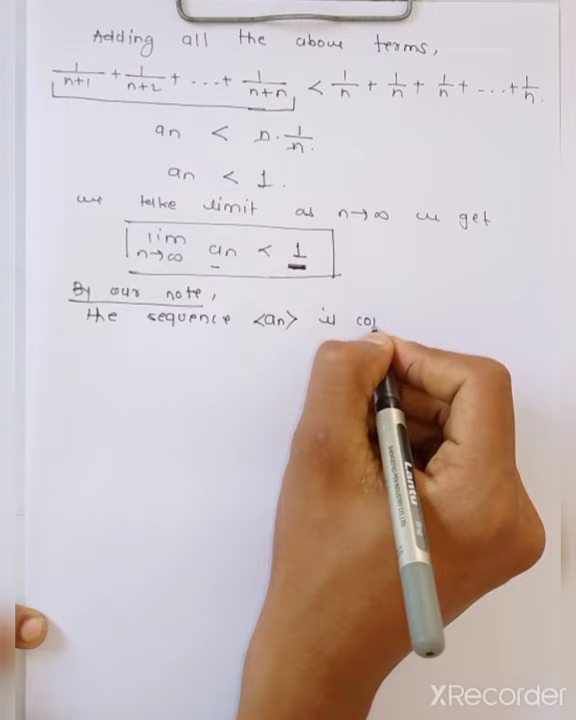 Adding all the above terms,
1/n+1 + 1/n+2 + ... + 1/n+n < 1/n + 1/n + 1/n + ... + 1/n.
an < n. 1/n.
an < 1.
we take limit as n→∞ we get
lim n→∞ an < 1
By our note,
the sequence <an> is co
Lantu
XRecorder